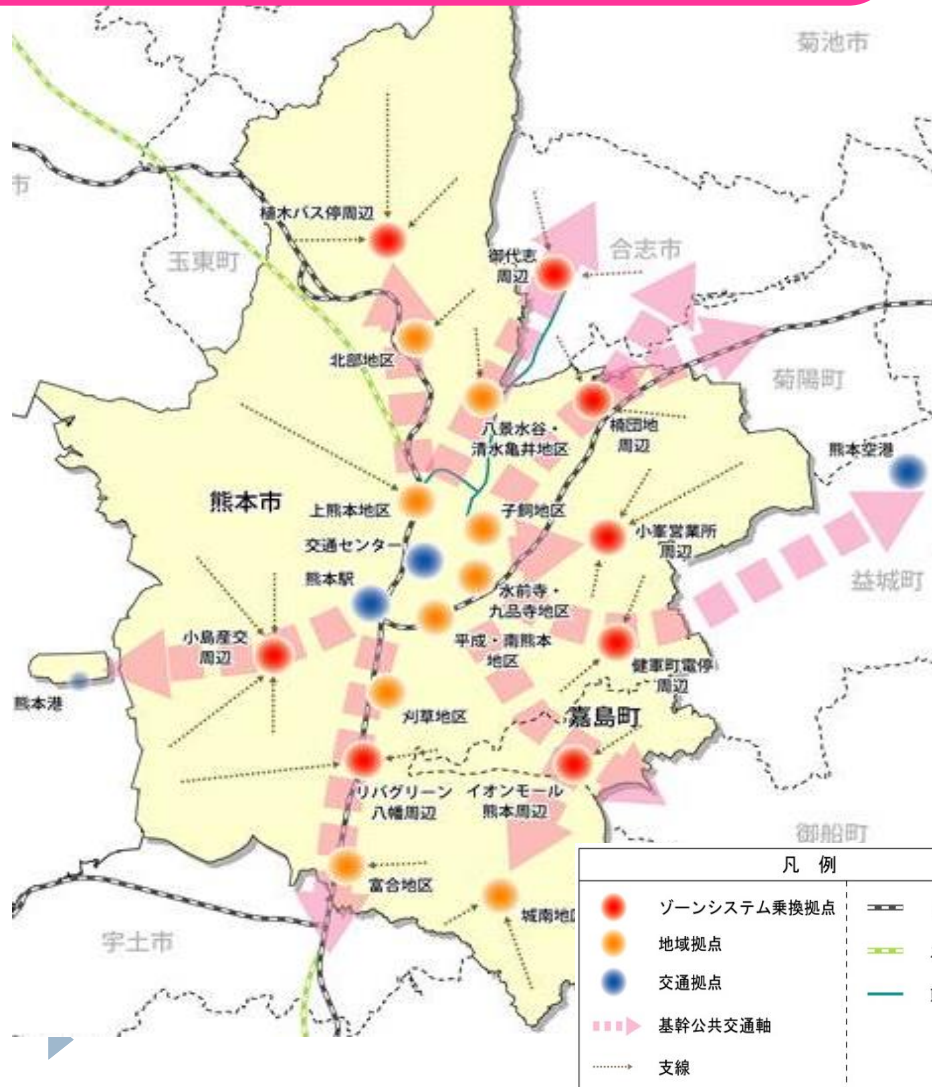 菊池市
市
植木バス停周辺
玉東町
御代志
周辺
合志市
北部地区
菊陽町
八景水谷・
清水亀井地区
楠団地
周辺
熊本空港
熊本市
上熊本地区
子飼地区
交通センター
小峯営業所
周辺
熊本駅
水前寺・
九品寺地区
益城町
小島産交
周辺
平成・南熊本
地区
健軍町電停
周辺
熊本港
刈草地区
嘉島町
リバグリーン
八幡周辺
イオンモール
熊本周辺
御船町
富合地区
城南地区
宇土市
凡 例
ゾーンシステム乗換拠点
地域拠点
交通拠点
基幹公共交通軸
支線